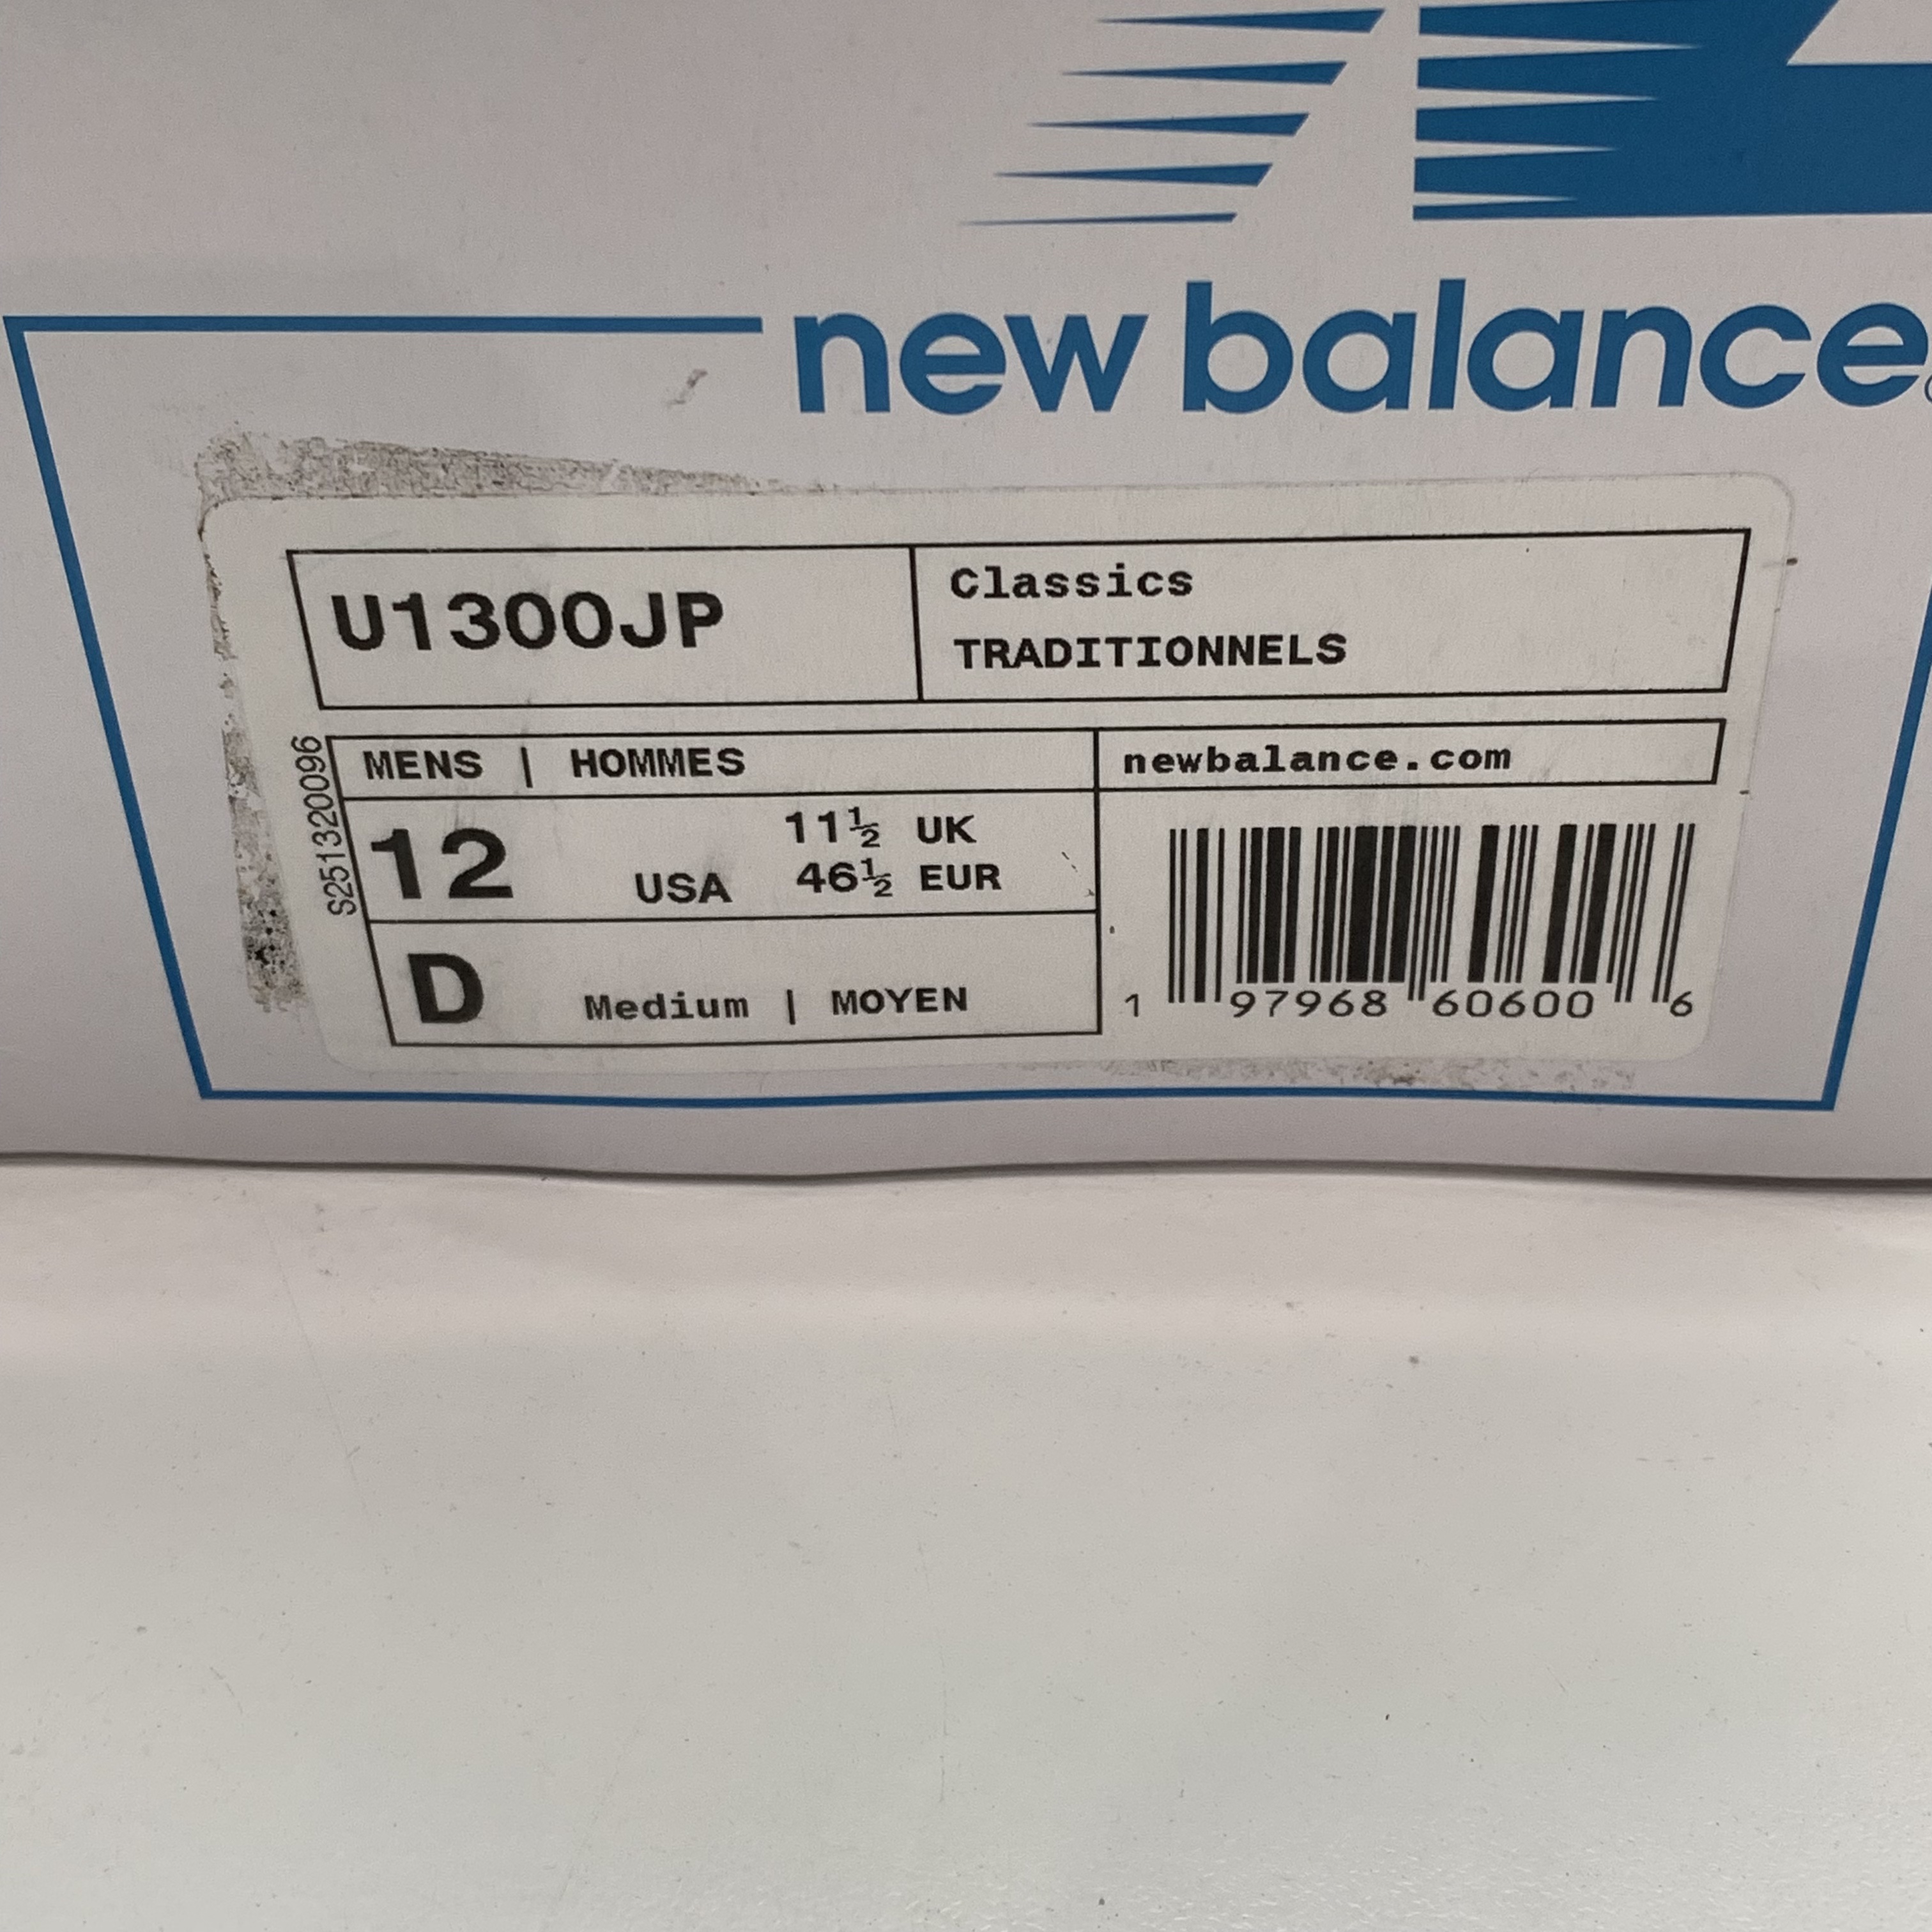 new balance
U1300JP
Classics
TRADITIONNELS
S251320096
MENS | HOMMES
newbalance.com
12 USA
11½ UK
46½ EUR
D Medium | MOYEN
1 97968 60600 6